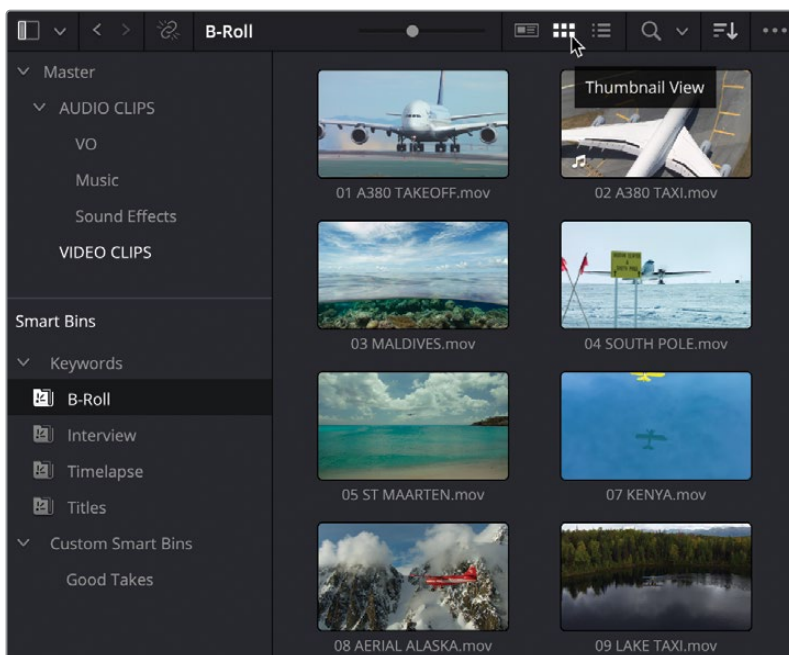 B-Roll
Master
AUDIO CLIPS
VO
Music
Sound Effects
VIDEO CLIPS
Smart Bins
Keywords
B-Roll
Interview
Timelapse
Titles
Custom Smart Bins
Good Takes
Thumbnail View
01 A380 TAKEOFF.mov
02 A380 TAXI.mov
03 MALDIVES.mov
04 SOUTH POLE.mov
05 ST MAARTEN.mov
07 KENYA.mov
08 AERIAL ALASKA.mov
09 LAKE TAXI.mov